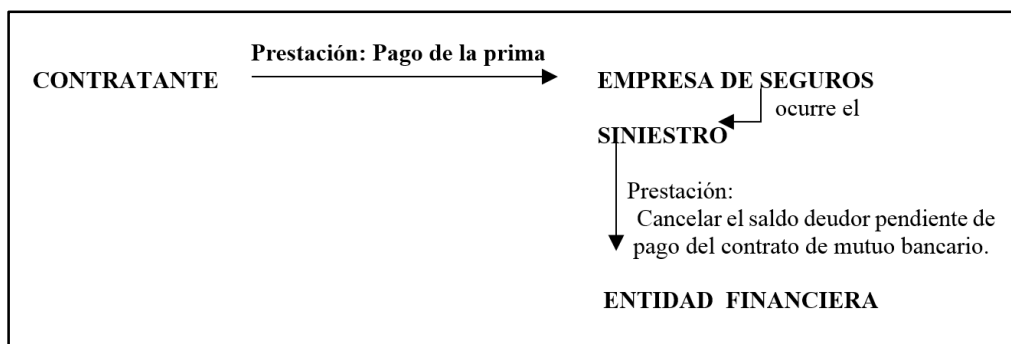 Prestación: Pago de la prima
CONTRATANTE EMPRESA DE SEGUROS
ocurre el
SINIESTRO
Prestación:
Cancelar el saldo deudor pendiente de
pago del contrato de mutuo bancario.
ENTIDAD FINANCIERA